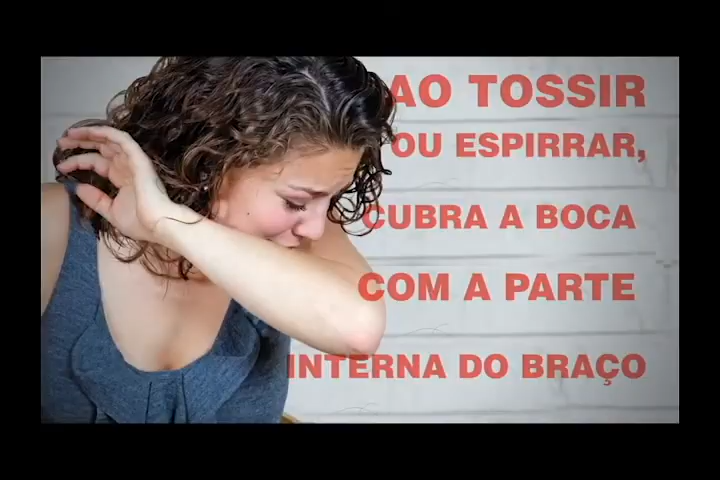 AO TOSSIR
OU ESPIRRAR,
CUBRA A BOCA
COM A PARTE
INTERNA DO BRAÇO